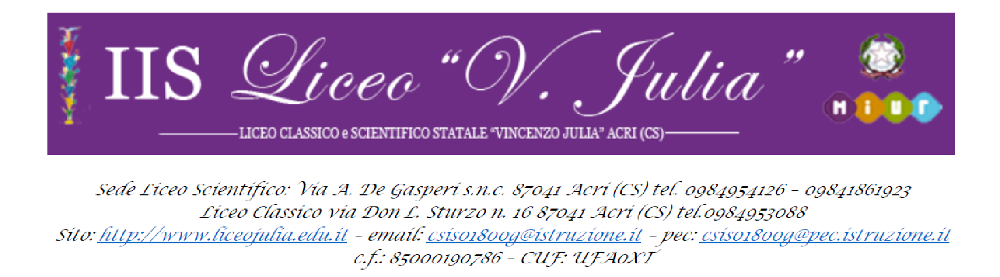 IIS Liceo “V. Julia”
LICEO CLASSICO e SCIENTIFICO STATALE “VINCENZO JULIA” ACRI (CS)
MiUr
Sede Liceo Scientifico: Via A. De Gasperi s.n.c. 87041 Acri (CS) tel. 0984954126 – 09841861923
Liceo Classico via Don L. Sturzo n. 16 87041 Acri (CS) tel.0984953088
Sito: http://www.liceojulia.edu.it – email: csis01800g@istruzione.it – pec: csis01800g@pec.istruzione.it
c.f.: 85000190786 – CUF: UFA0XT